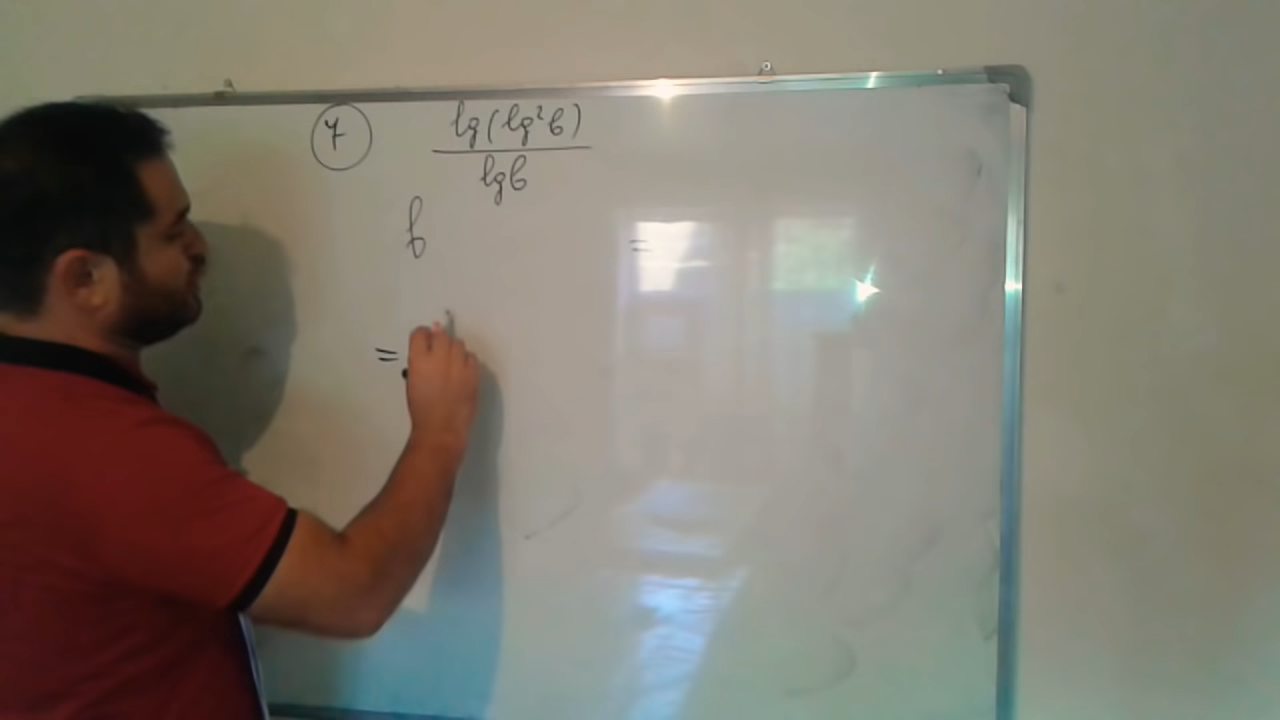 7 lg(lg²b)
lgb
b =
=